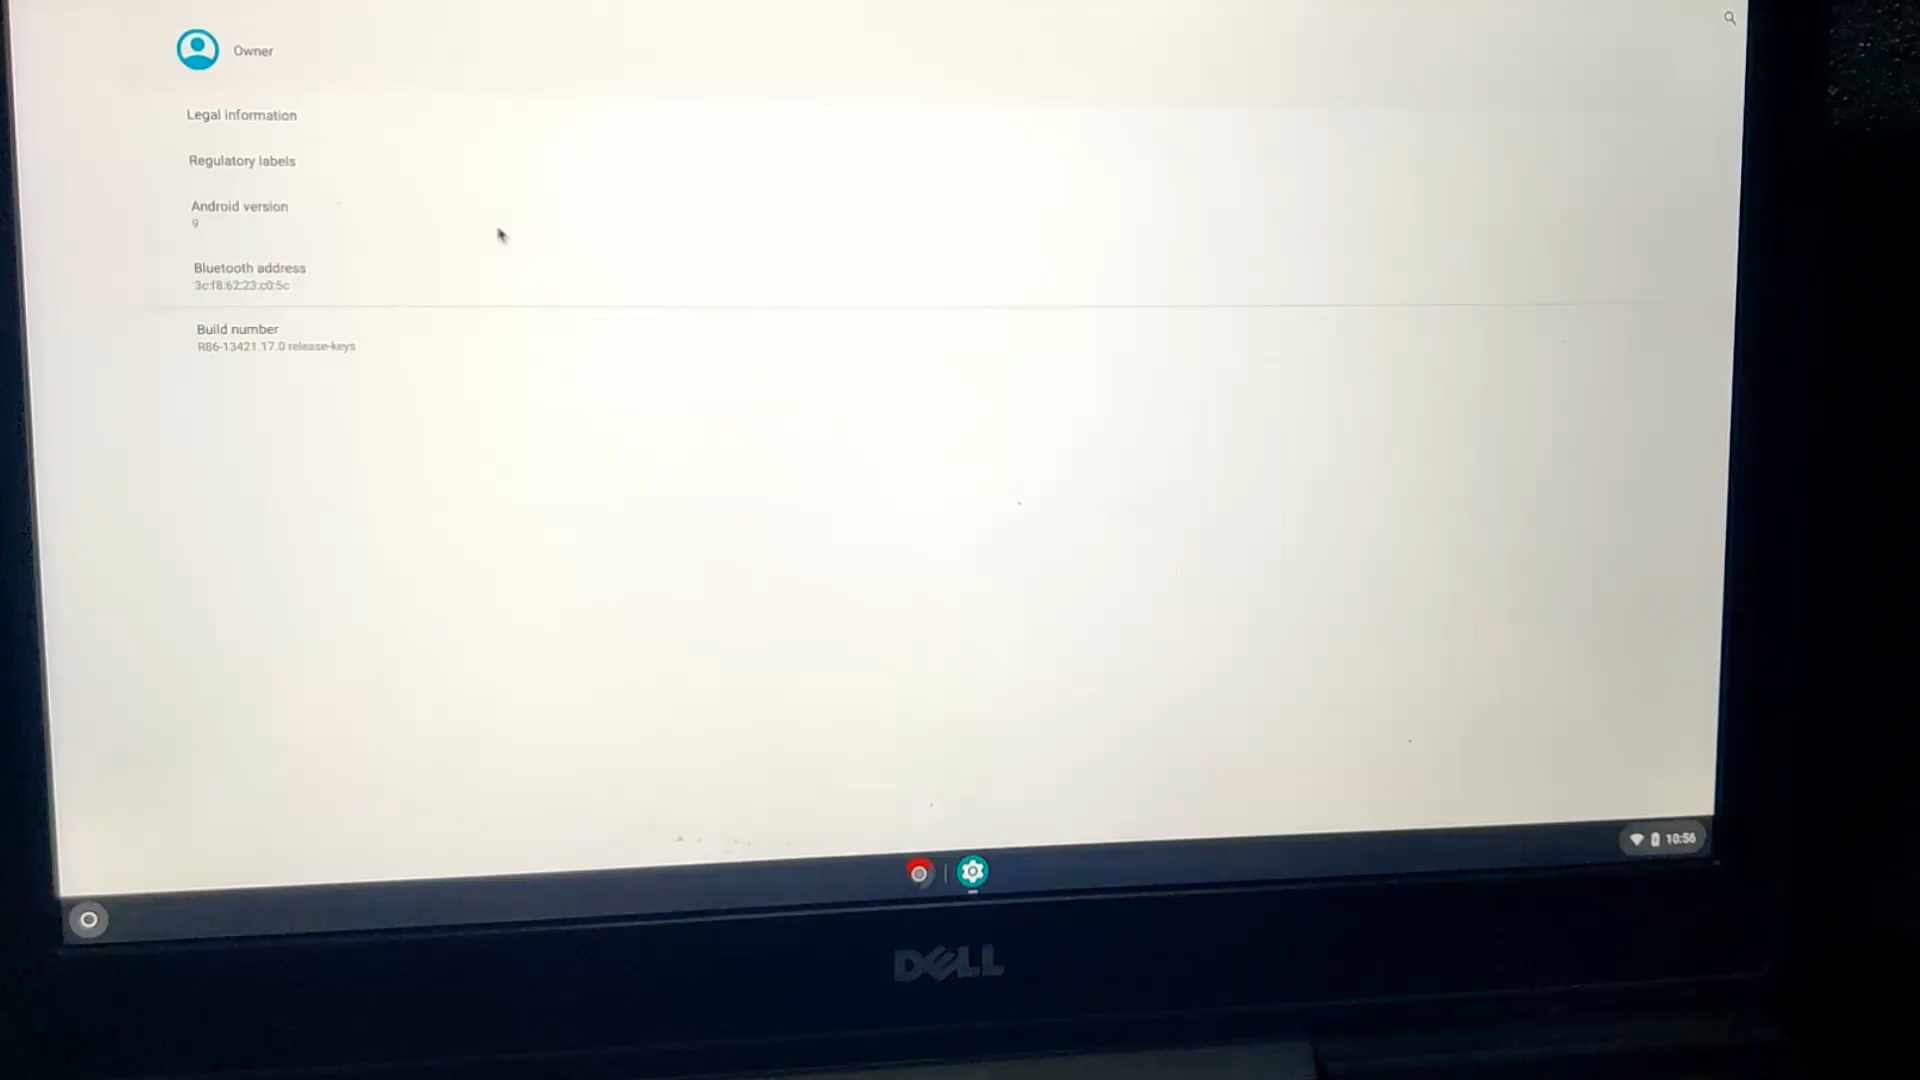 Owner
Legal information
Regulatory labels
Android version
9
Bluetooth address
3c:f8:62:23:c0:5c
Build number
R86-13421.17.0 release-keys
10:56
DELL